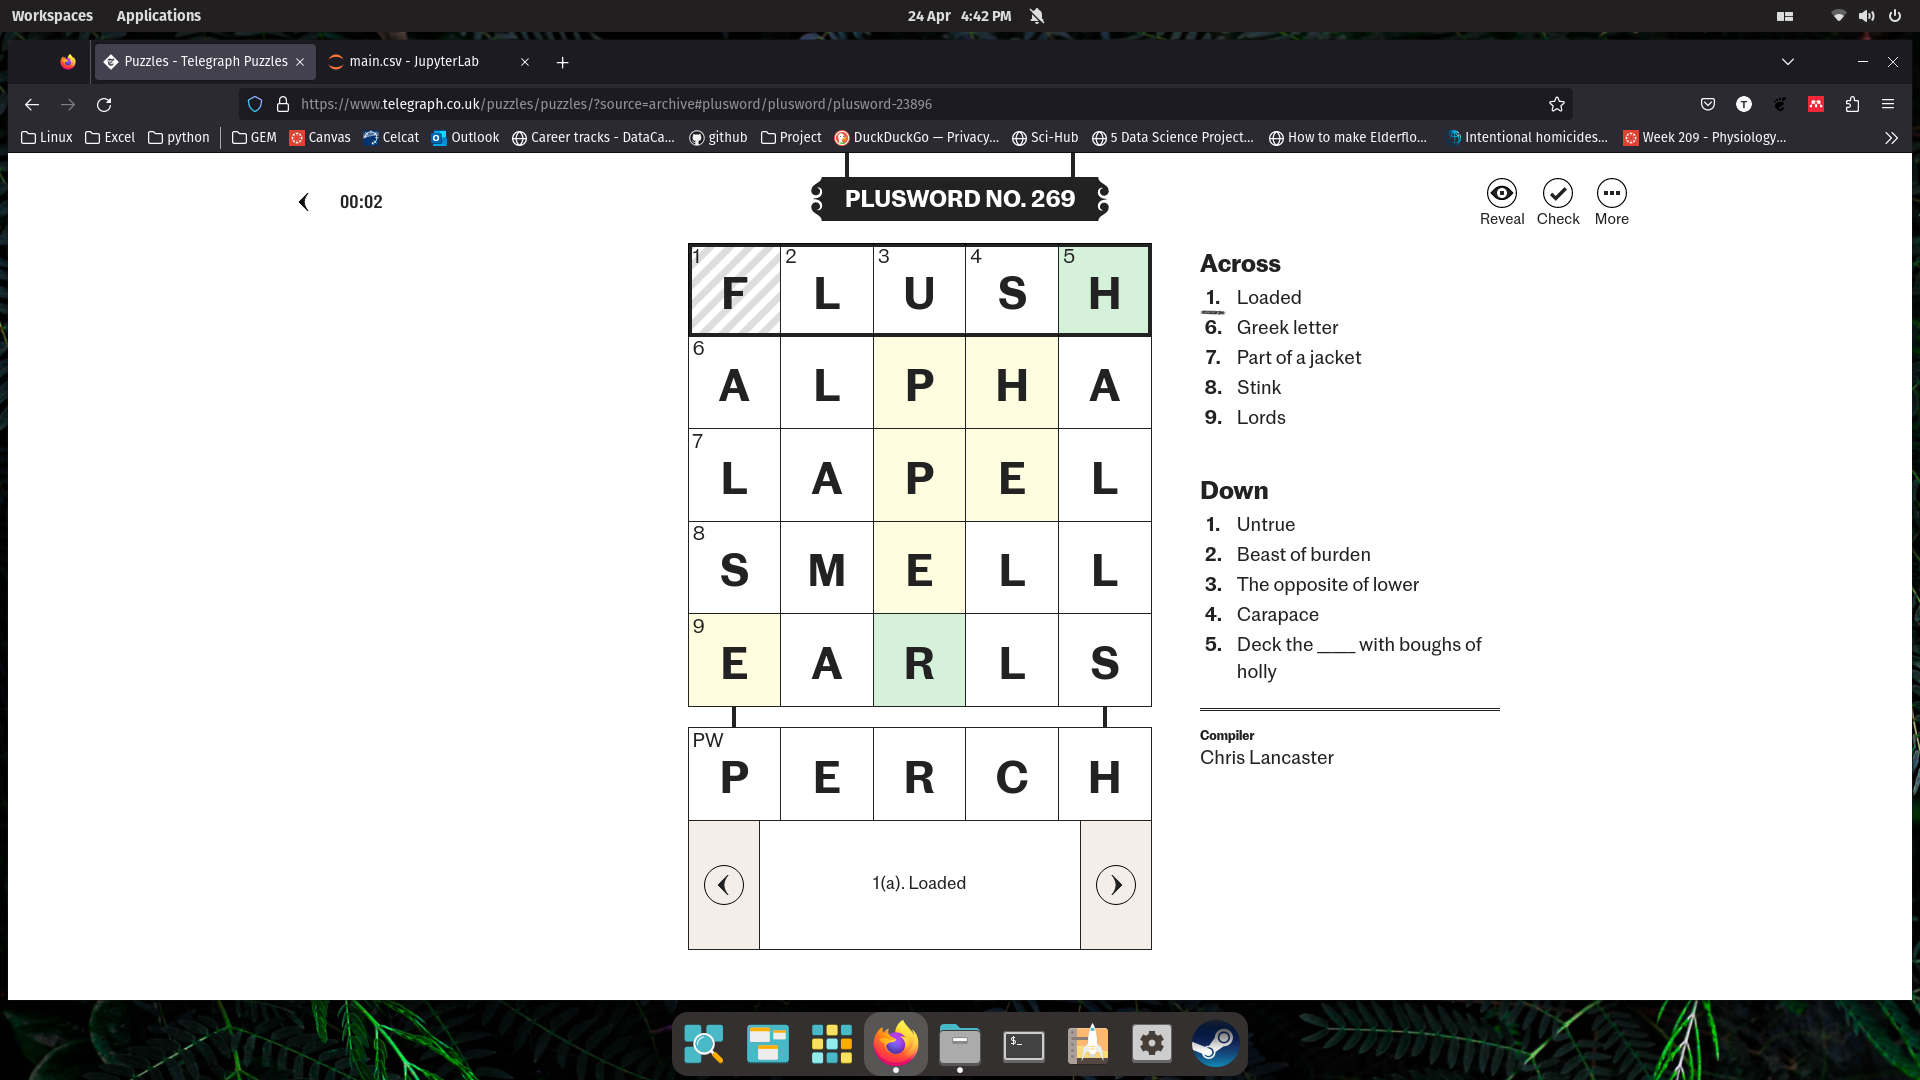 Workspaces Applications 24 Apr 4:42 PM
Puzzles - Telegraph Puzzles main.csv - JupyterLab
https://www.telegraph.co.uk/puzzles/puzzles/?source=archive#plusword/plusword/plusword-23896
Linux Excel python GEM Canvas Celcat Outlook Career tracks - DataCa... github Project DuckDuckGo — Privacy... Sci-Hub 5 Data Science Project... How to make Elderflo... Intentional homicides... Week 209 - Physiology...
00:02
PLUSWORD NO. 269
Reveal Check More
1 F 2 L 3 U 4 S 5 H
6 A L P H A
7 L A P E L
8 S M E L L
9 E A R L S
PW P E R C H
1(a). Loaded
Across
1. Loaded
6. Greek letter
7. Part of a jacket
8. Stink
9. Lords
Down
1. Untrue
2. Beast of burden
3. The opposite of lower
4. Carapace
5. Deck the ____ with boughs of
holly
Compiler
Chris Lancaster